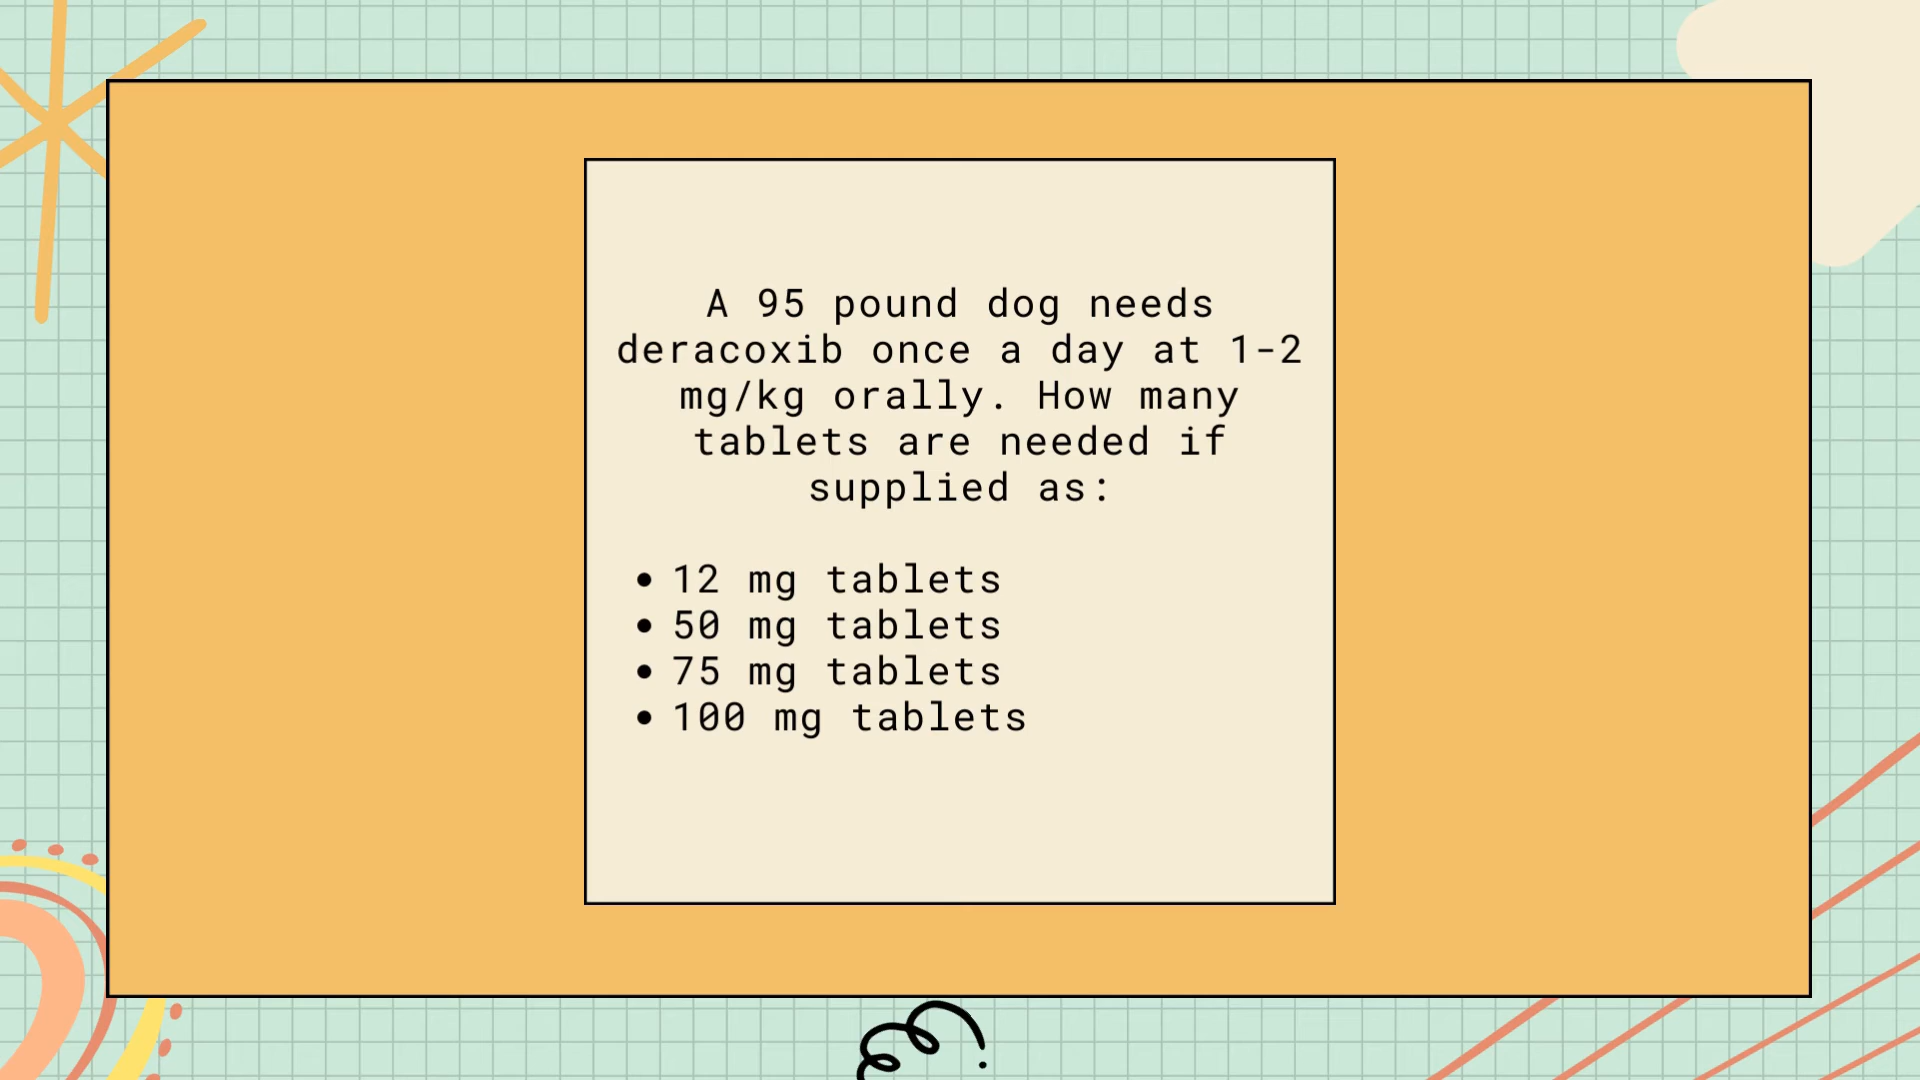 A 95 pound dog needs
deracoxib once a day at 1-2
mg/kg orally. How many
tablets are needed if
supplied as:
• 12 mg tablets
• 50 mg tablets
• 75 mg tablets
• 100 mg tablets